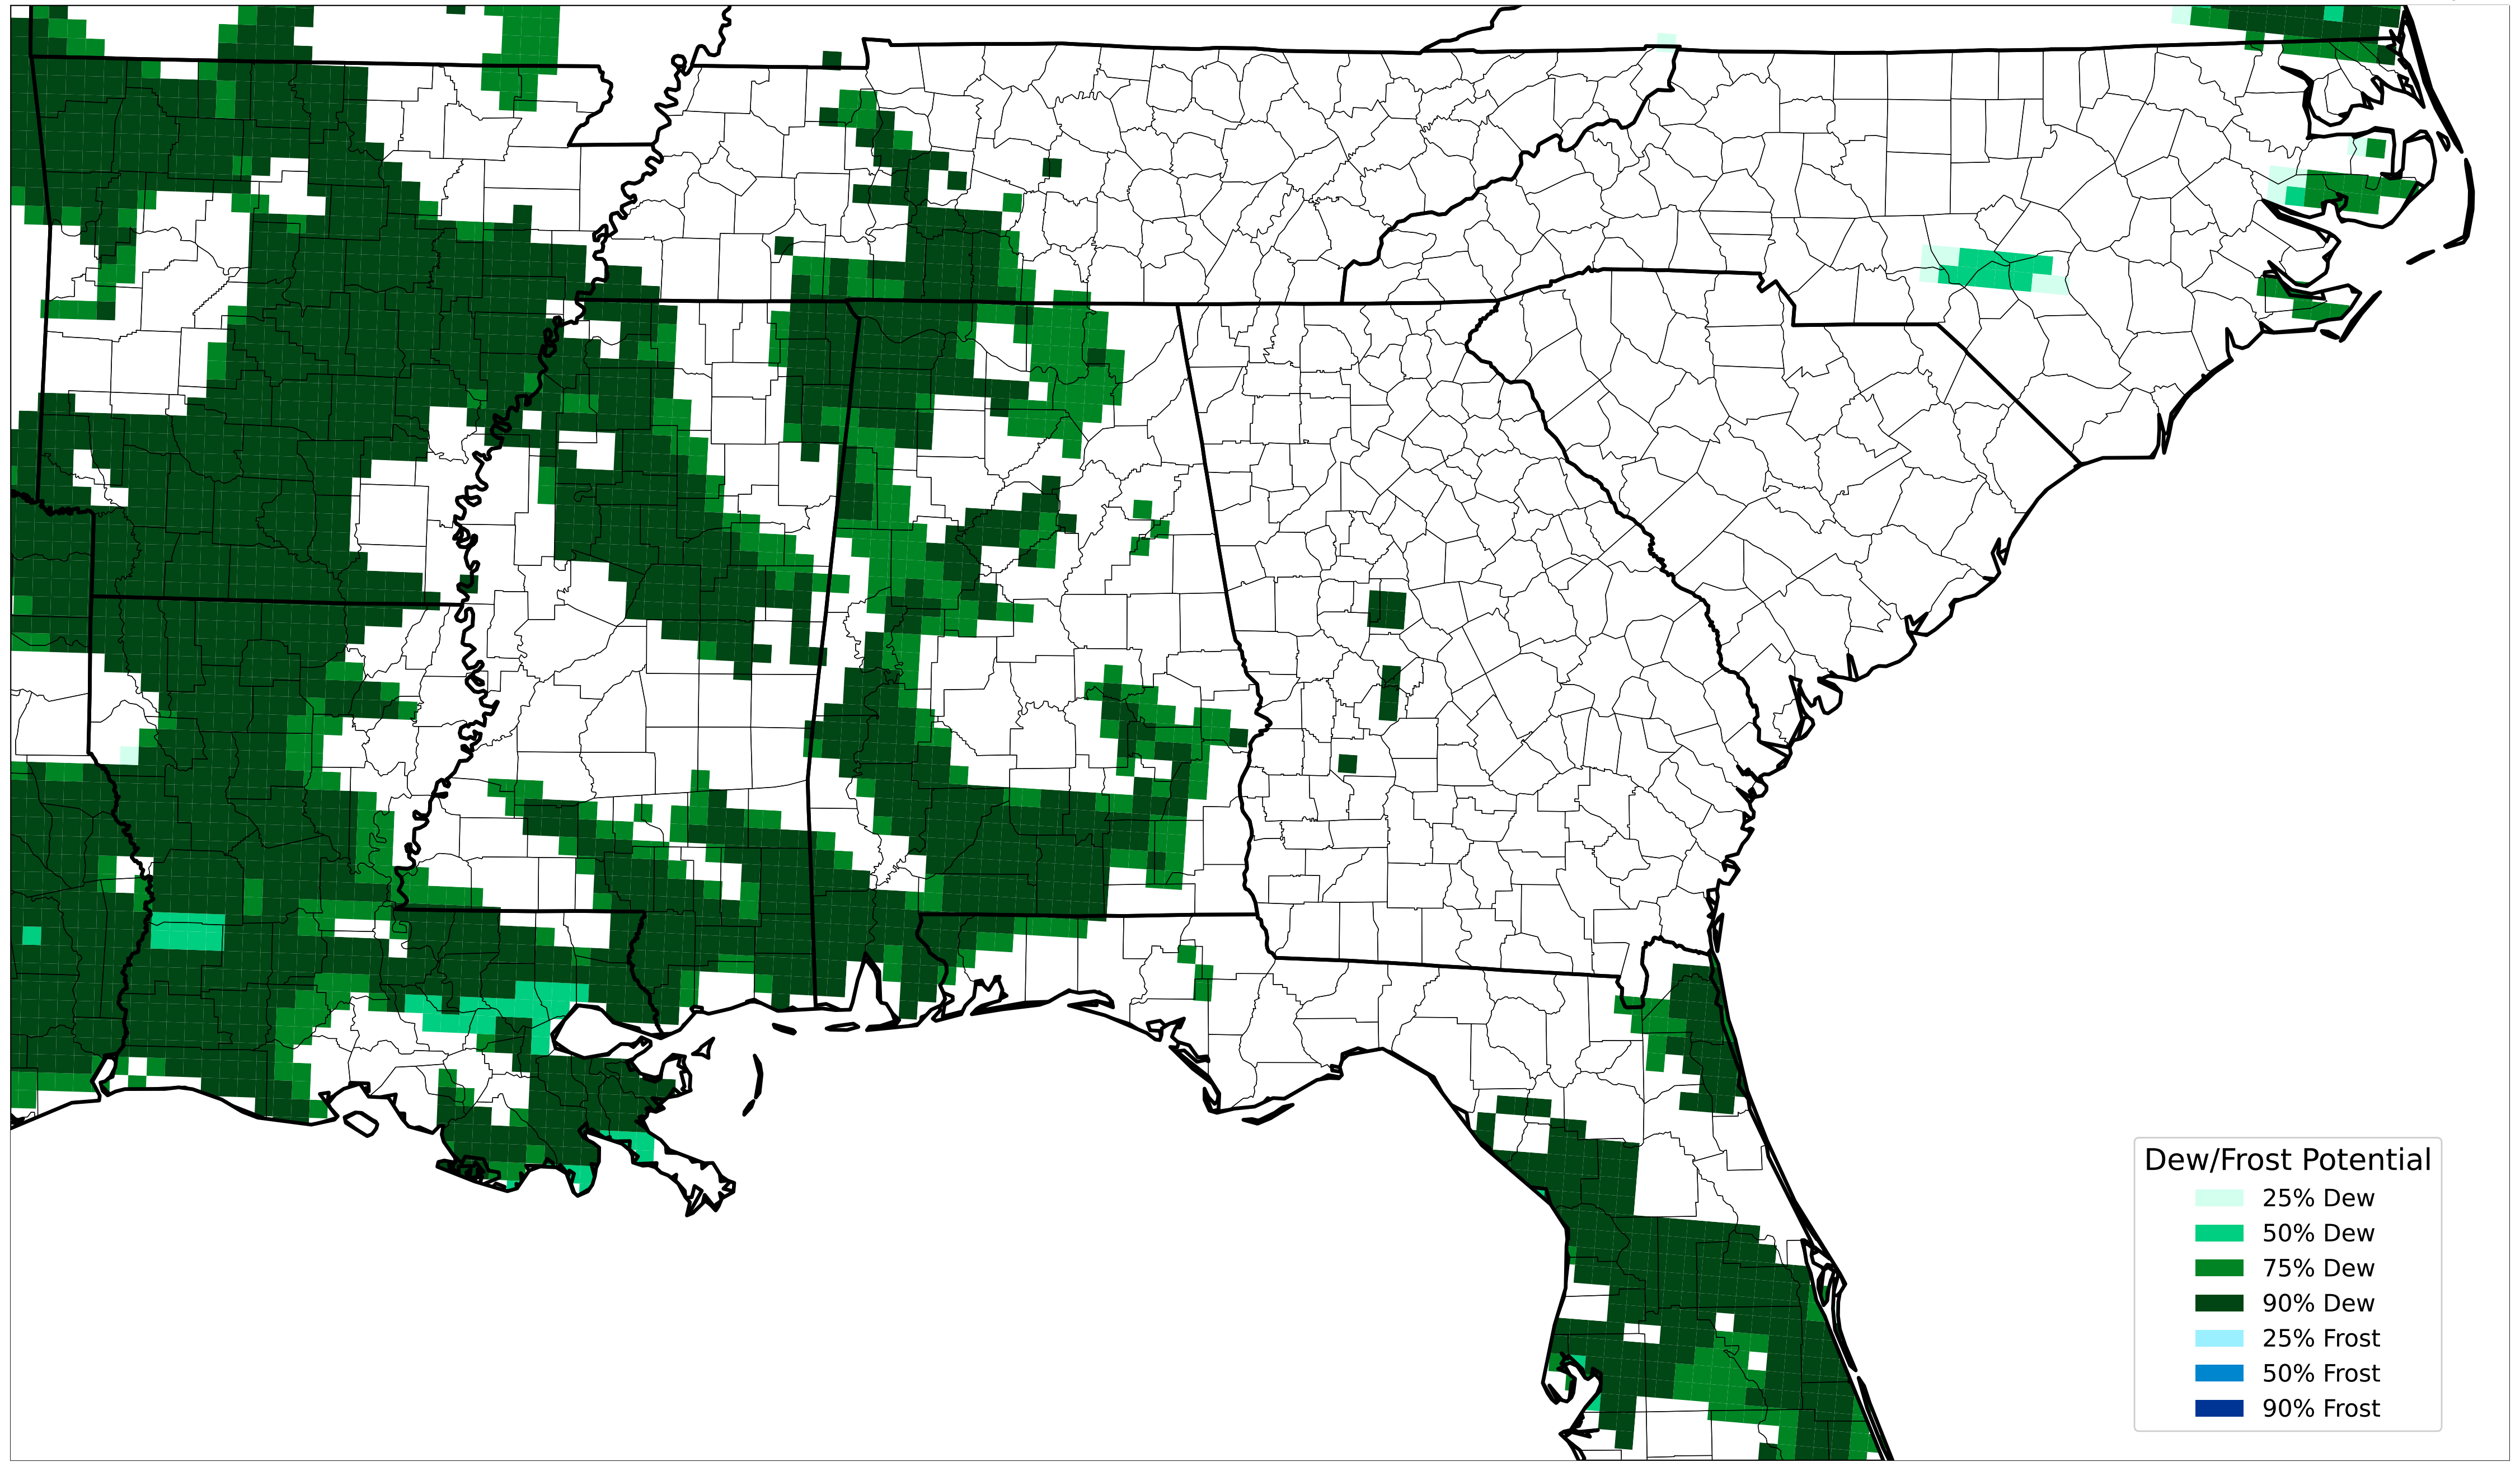 Dew/Frost Potential
25% Dew
50% Dew
75% Dew
90% Dew
25% Frost
50% Frost
90% Frost